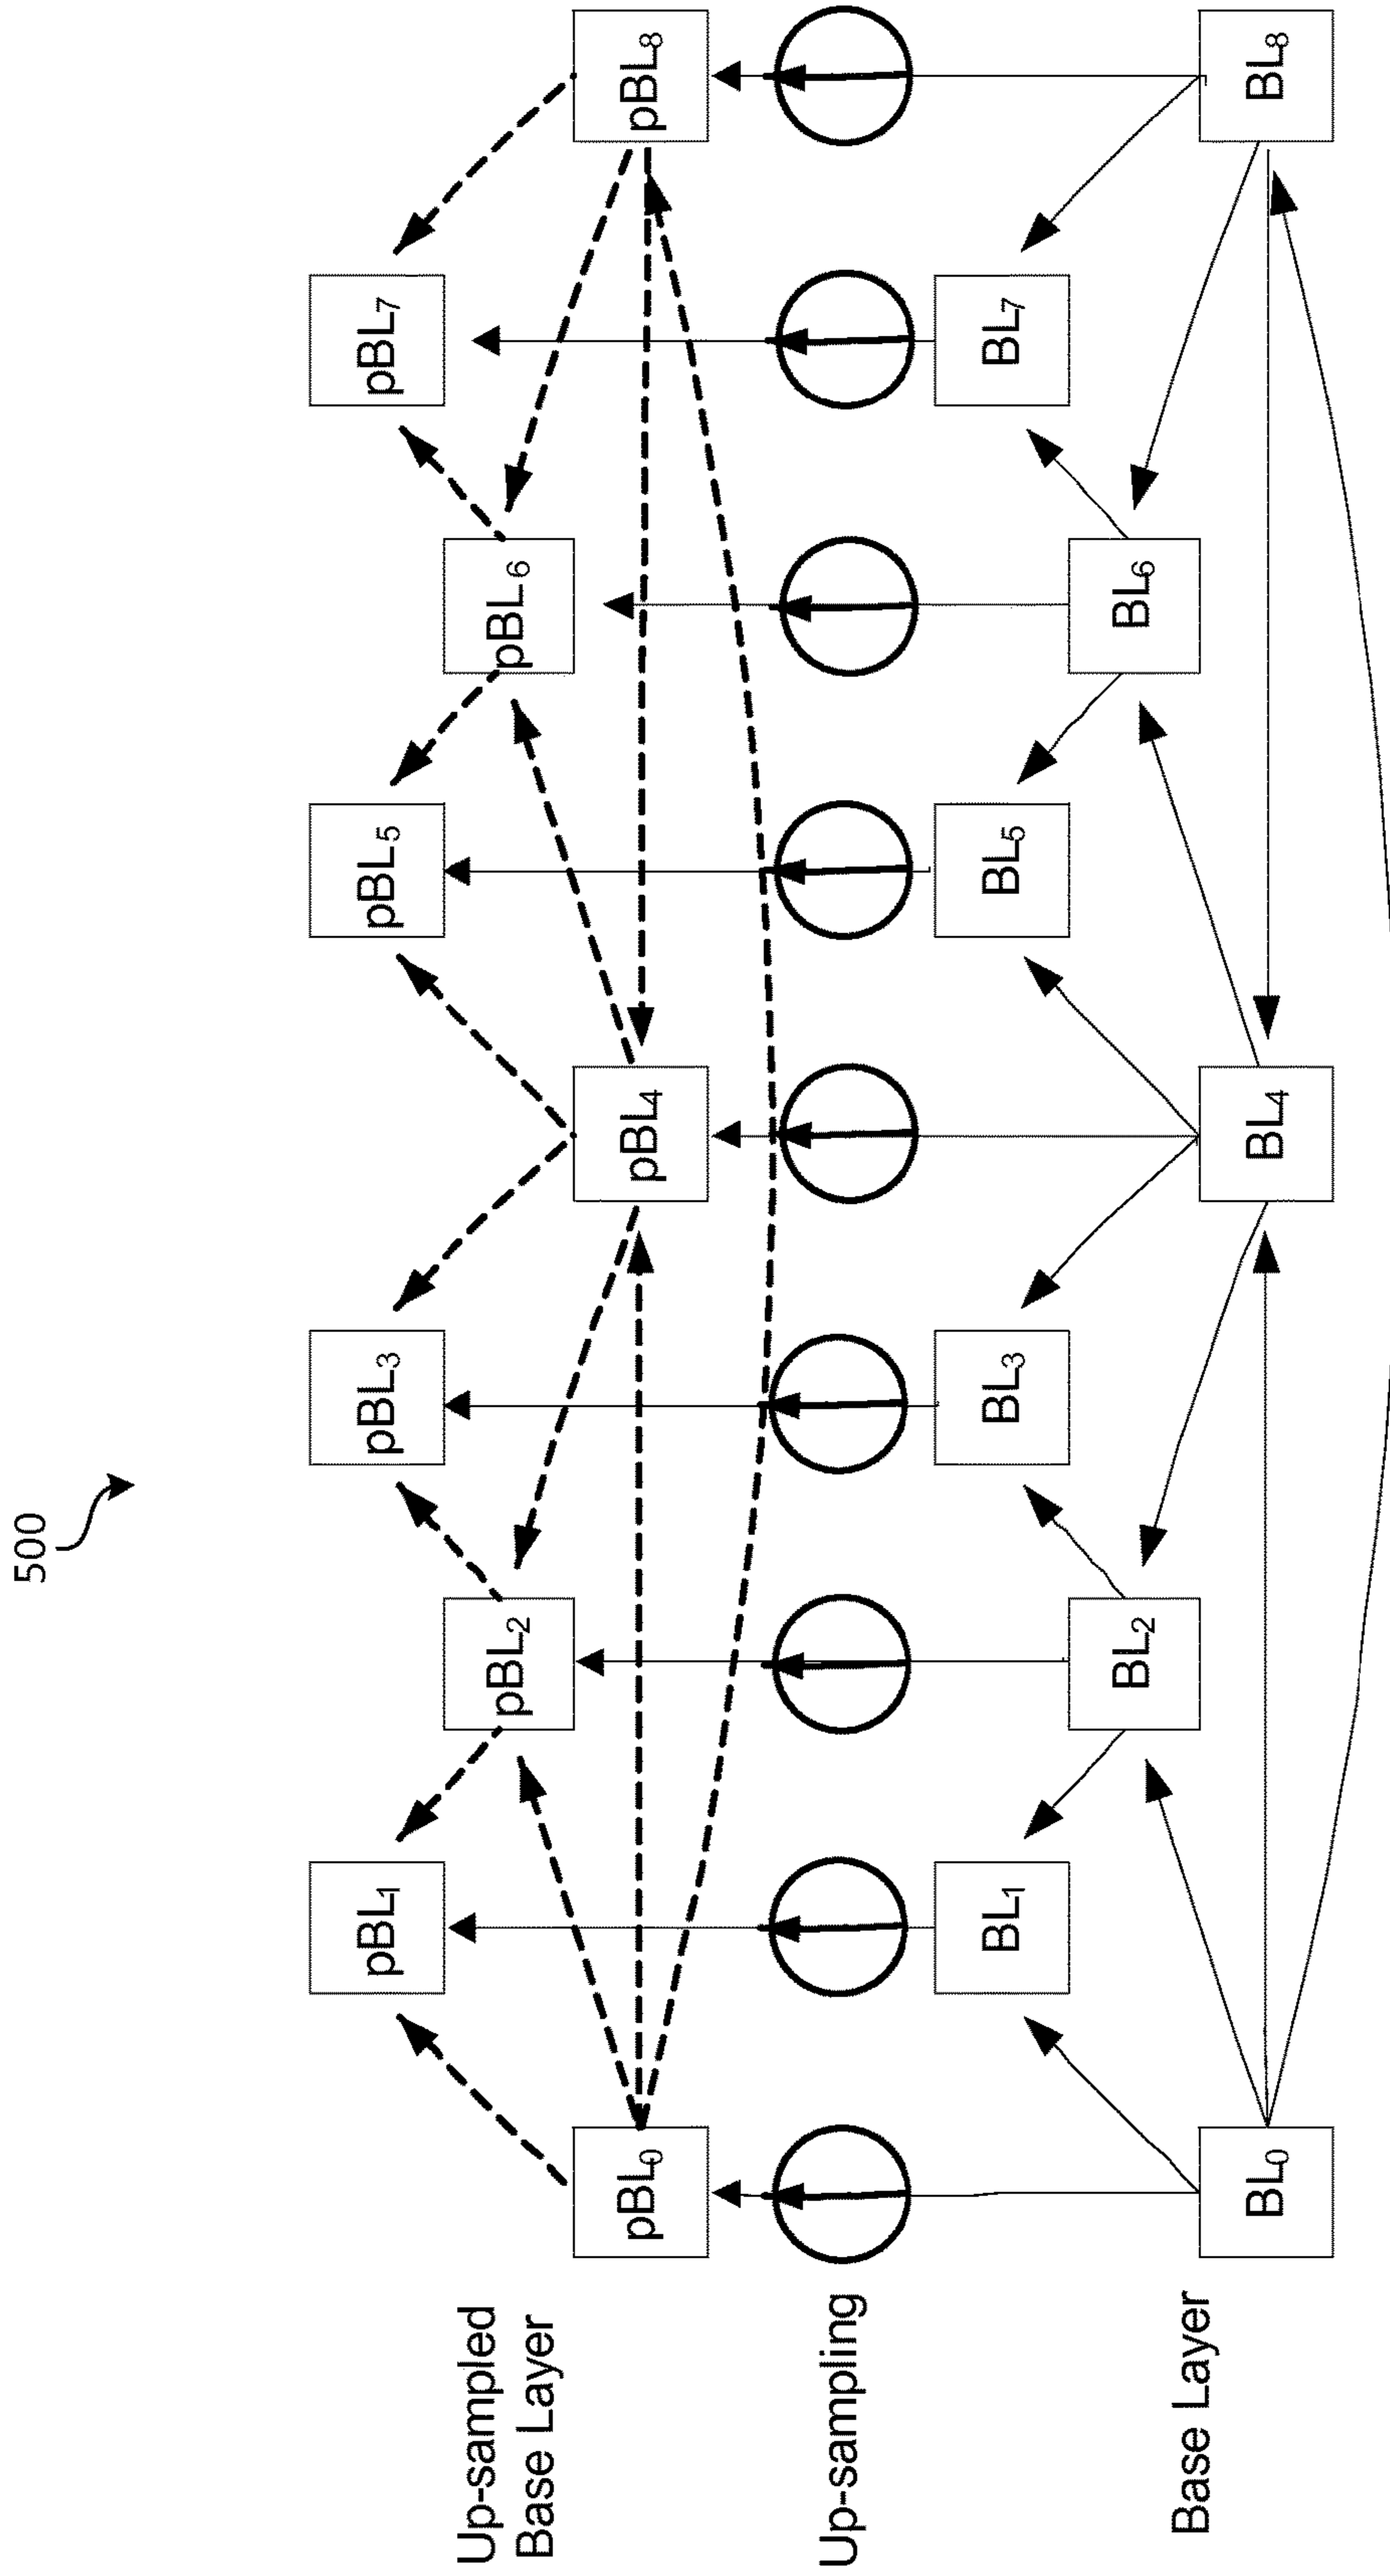 500
pBL1
pBL3
pBL5
pBL7
pBL2
pBL6
Up-sampled
Base Layer
pBL0
pBL4
pBL8
Up-sampling
BL1
BL3
BL5
BL7
BL2
BL6
Base Layer
BL0
BL4
BL8